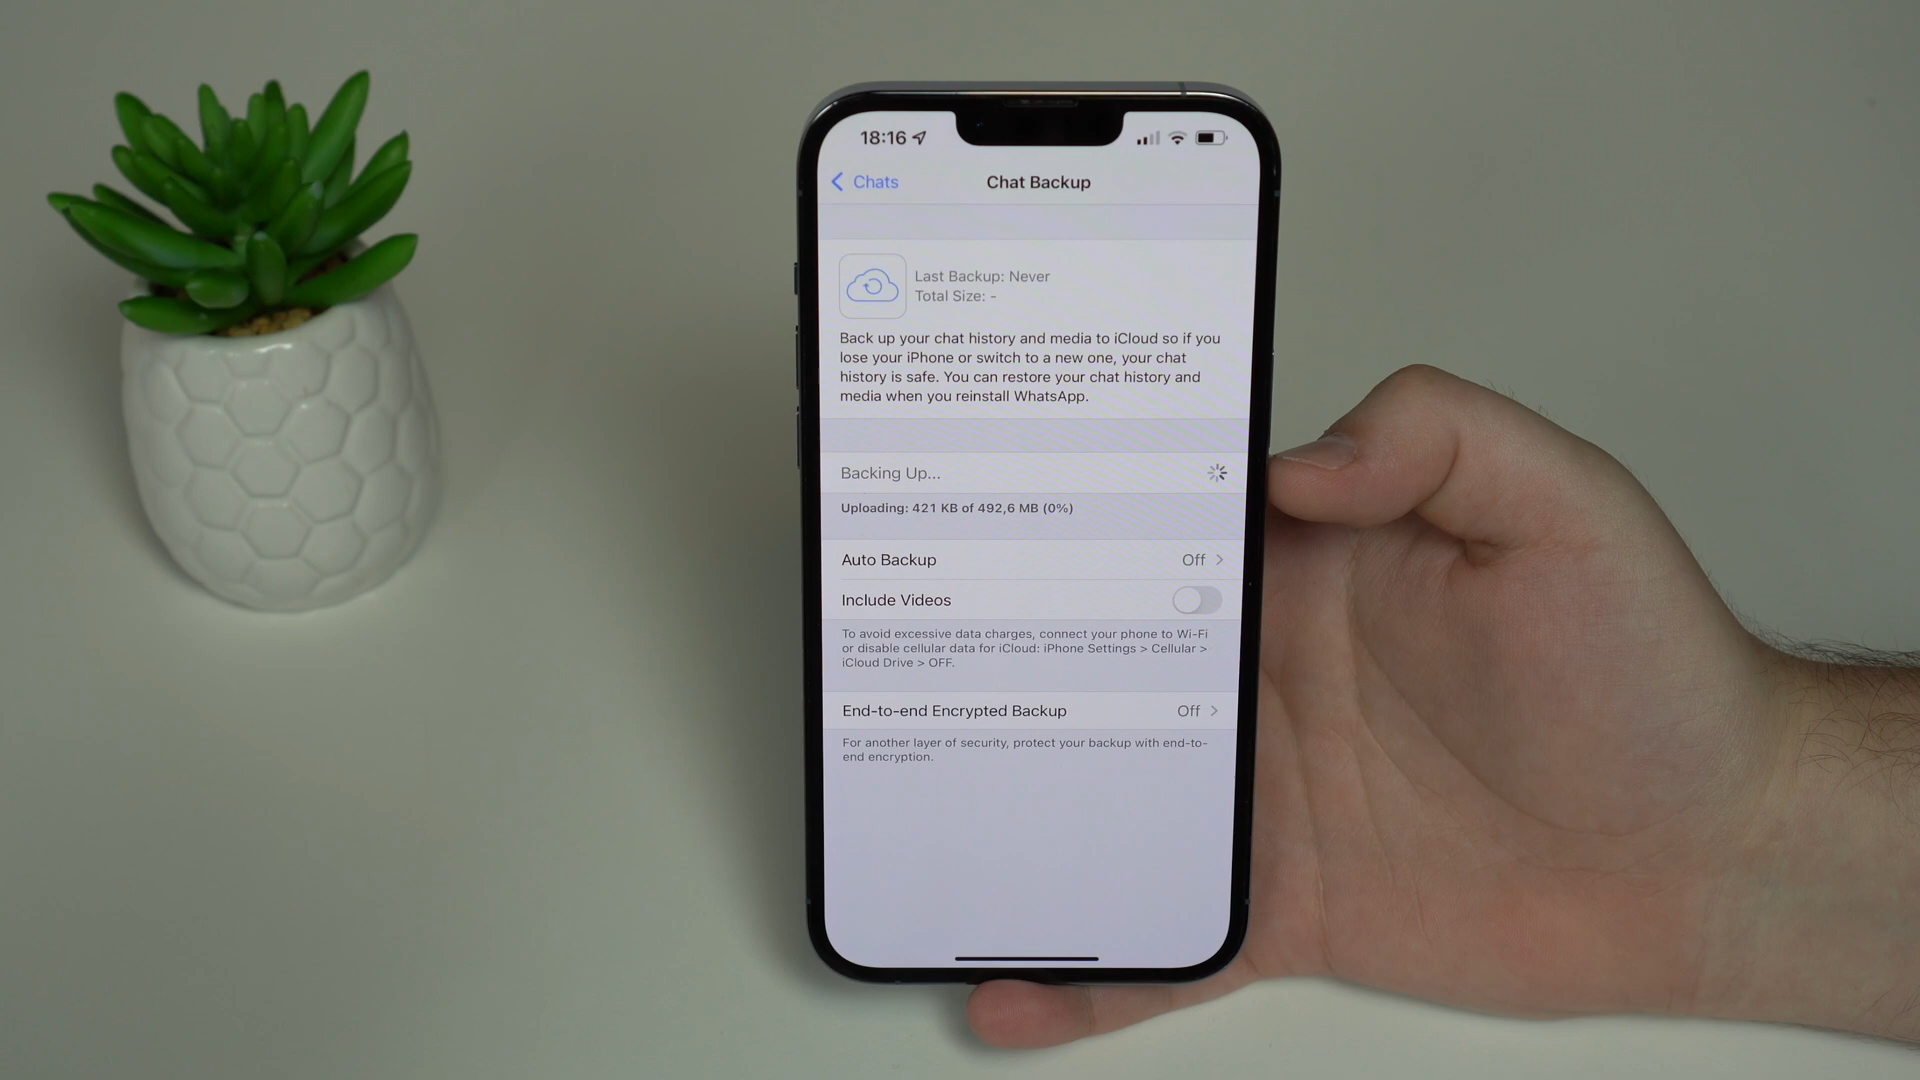 18:16
Chats
Chat Backup
Last Backup: Never
Total Size: -
Back up your chat history and media to iCloud so if you
lose your iPhone or switch to a new one, your chat
history is safe. You can restore your chat history and
media when you reinstall WhatsApp.
Backing Up...
Uploading: 421 KB of 492,6 MB (0%)
Auto Backup Off
Include Videos
To avoid excessive data charges, connect your phone to Wi-Fi
or disable cellular data for iCloud: iPhone Settings > Cellular >
iCloud Drive > OFF.
End-to-end Encrypted Backup Off
For another layer of security, protect your backup with end-to-
end encryption.